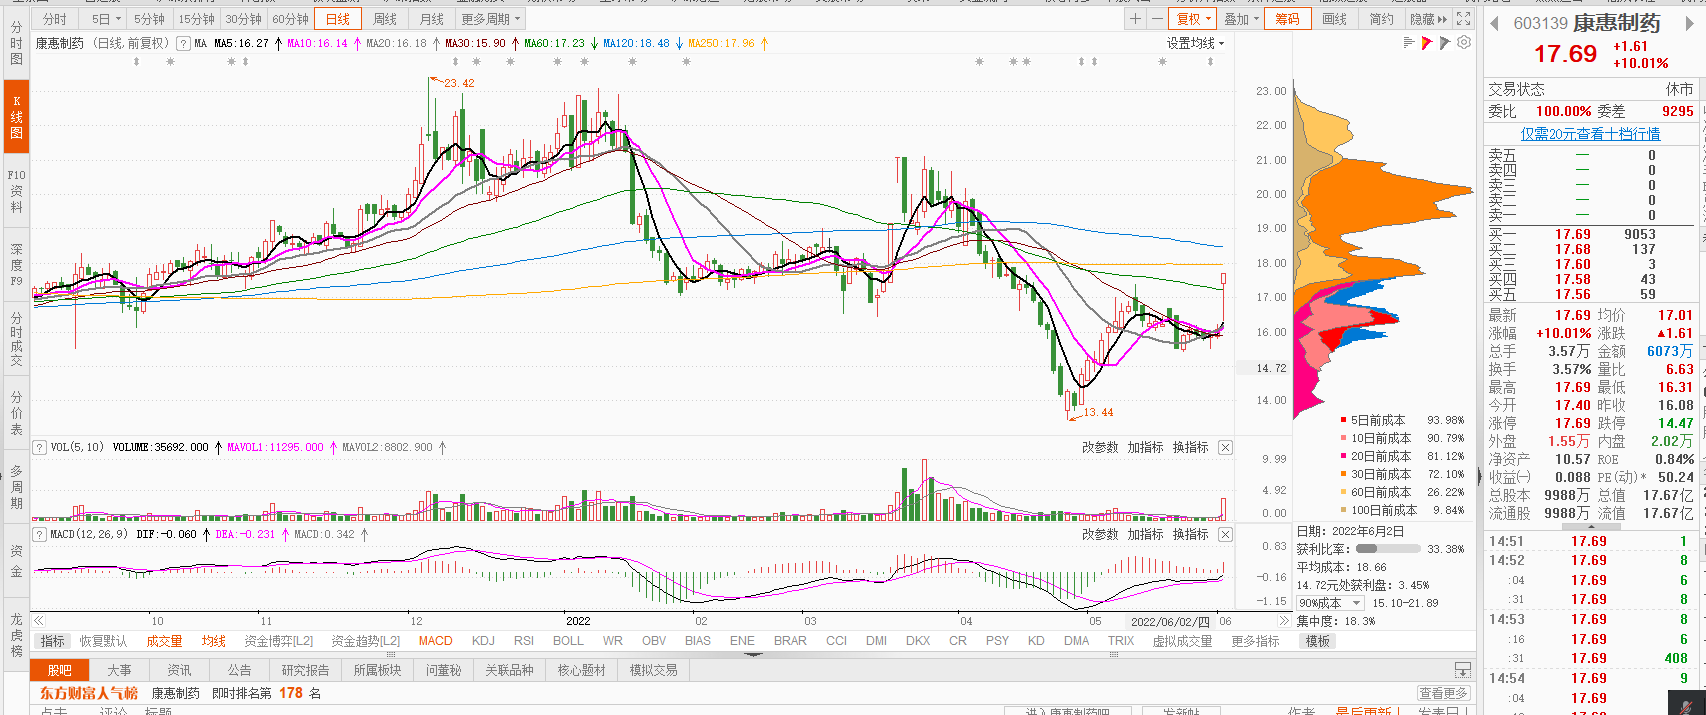 分时 5日 5分钟 15分钟 30分钟 60分钟 日线 周线 月线 更多周期 复权 叠加 筹码 画线 简约 隐藏
康惠制药 (日线,前复权) ? MA MA5:16.27 ↑ MA10:16.14 ↑ MA20:16.18 ↑ MA30:15.90 ↑ MA60:17.23 ↓ MA120:18.48 ↓ MA250:17.96 ↑ 设置均线
分时图
K线图
F10资料
深度F9
分时成交
分价表
多周期
资金
龙虎榜
23.42
13.44
23.00
22.00
21.00
20.00
19.00
18.00
17.00
16.00
14.72
14.00
? VOL(5,10) VOLUME:35692.000 ↑ MAVOL1:11295.000 ↑ MAVOL2:8802.900 ↑ 改参数 加指标 换指标
9.99
4.92
0.00
? MACD(12,26,9) DIF:-0.060 ↑ DEA:-0.231 ↑ MACD:0.342 ↑ 改参数 加指标 换指标
0.83
-0.16
-1.15
10 11 12 2022 02 03 04 05 2022/06/02/四 06
指标 恢复默认 成交量 均线 资金博弈[L2] 资金趋势[L2] MACD KDJ RSI BOLL WR OBV BIAS ENE BRAR CCI DMI DKX CR PSY KD DMA TRIX 虚拟成交量 更多指标 模板
股吧 大事 资讯 公告 研究报告 所属板块 问董秘 关联品种 核心题材 模拟交易
东方财富人气榜 康惠制药 即时排名第 178 名 查看更多
点击 评论 标题 进入康惠制药吧 发新帖 作者 最后更新 发表日
5日前成本 93.98%
10日前成本 90.79%
20日前成本 81.12%
30日前成本 72.10%
60日前成本 26.22%
100日前成本 9.84%
日期: 2022年6月2日
获利比率: 33.38%
平均成本: 18.66
14.72元处获利盘: 3.45%
90%成本 15.10-21.89
集中度: 18.3%
603139 康惠制药
17.69 +1.61
+10.01%
交易状态 休市
委比 100.00% 委差 9295
仅需20元查看十档行情
卖五 — 0
卖四 — 0
卖三 — 0
卖二 — 0
卖一 — 0
买一 17.69 9053
买二 17.68 137
买三 17.60 3
买四 17.58 43
买五 17.56 59
最新 17.69 均价 17.01
涨幅 +10.01% 涨跌 ▲1.61
总手 3.57万 金额 6073万
换手 3.57% 量比 6.63
最高 17.69 最低 16.31
今开 17.40 昨收 16.08
涨停 17.69 跌停 14.47
外盘 1.55万 内盘 2.02万
净资产 10.57 ROE 0.84%
收益(一) 0.088 PE(动)* 50.24
总股本 9988万 总值 17.67亿
流通股 9988万 流值 17.67亿
14:51 17.69 1
14:52 17.69 8
:04 17.69 6
:31 17.69 8
14:53 17.69 8
:16 17.69 6
:31 17.69 408
14:54 17.69 9
:04 17.69
17.69